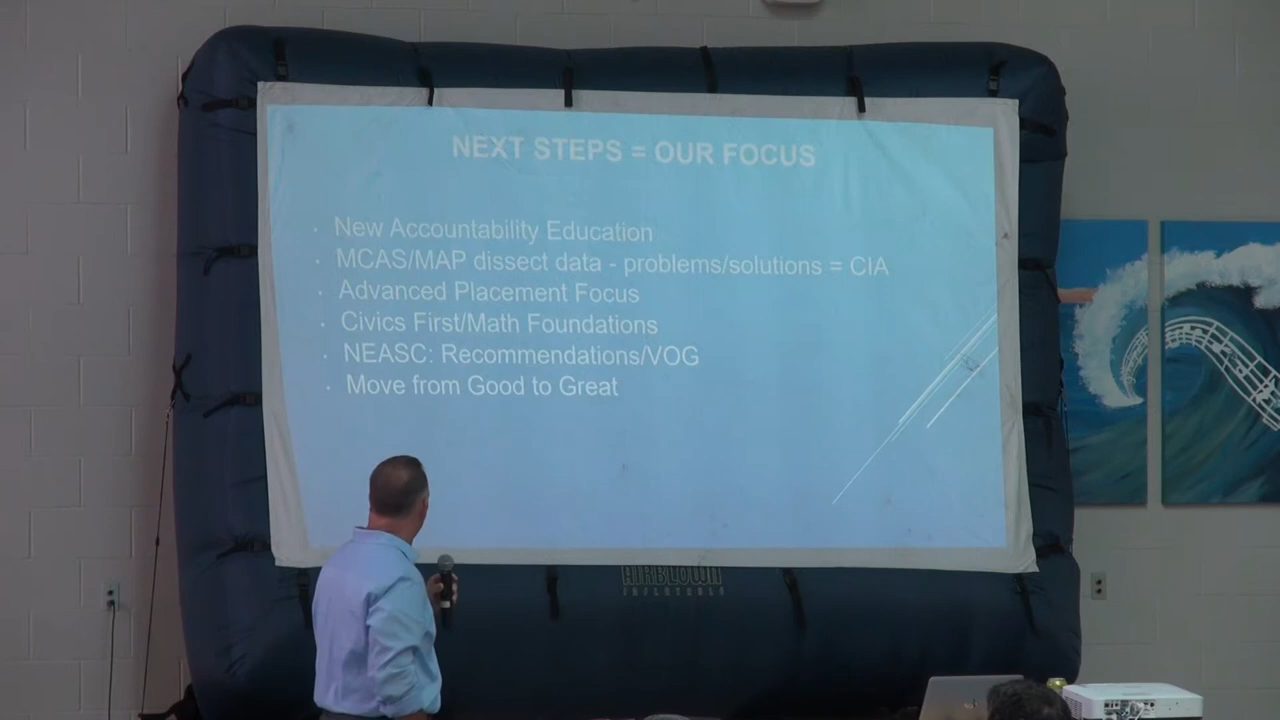 NEXT STEPS = OUR FOCUS
New Accountability Education
MCAS/MAP dissect data - problems/solutions = CIA
Advanced Placement Focus
Civics First/Math Foundations
NEASC: Recommendations/VOG
Move from Good to Great
AIRBLOWN
INFLATABLE